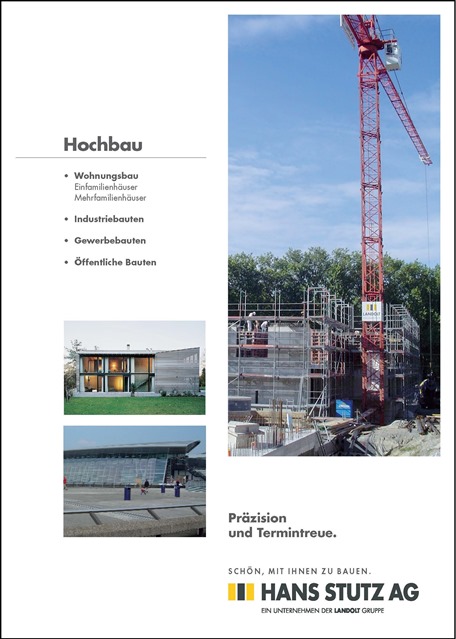 Hochbau
• Wohnungsbau
Einfamilienhäuser
Mehrfamilienhäuser
• Industriebauten
• Gewerbebauten
• Öffentliche Bauten
LANDOLT
Präzision
und Termintreue.
SCHÖN, MIT IHNEN ZU BAUEN.
HANS STUTZ AG
EIN UNTERNEHMEN DER LANDOLT GRUPPE